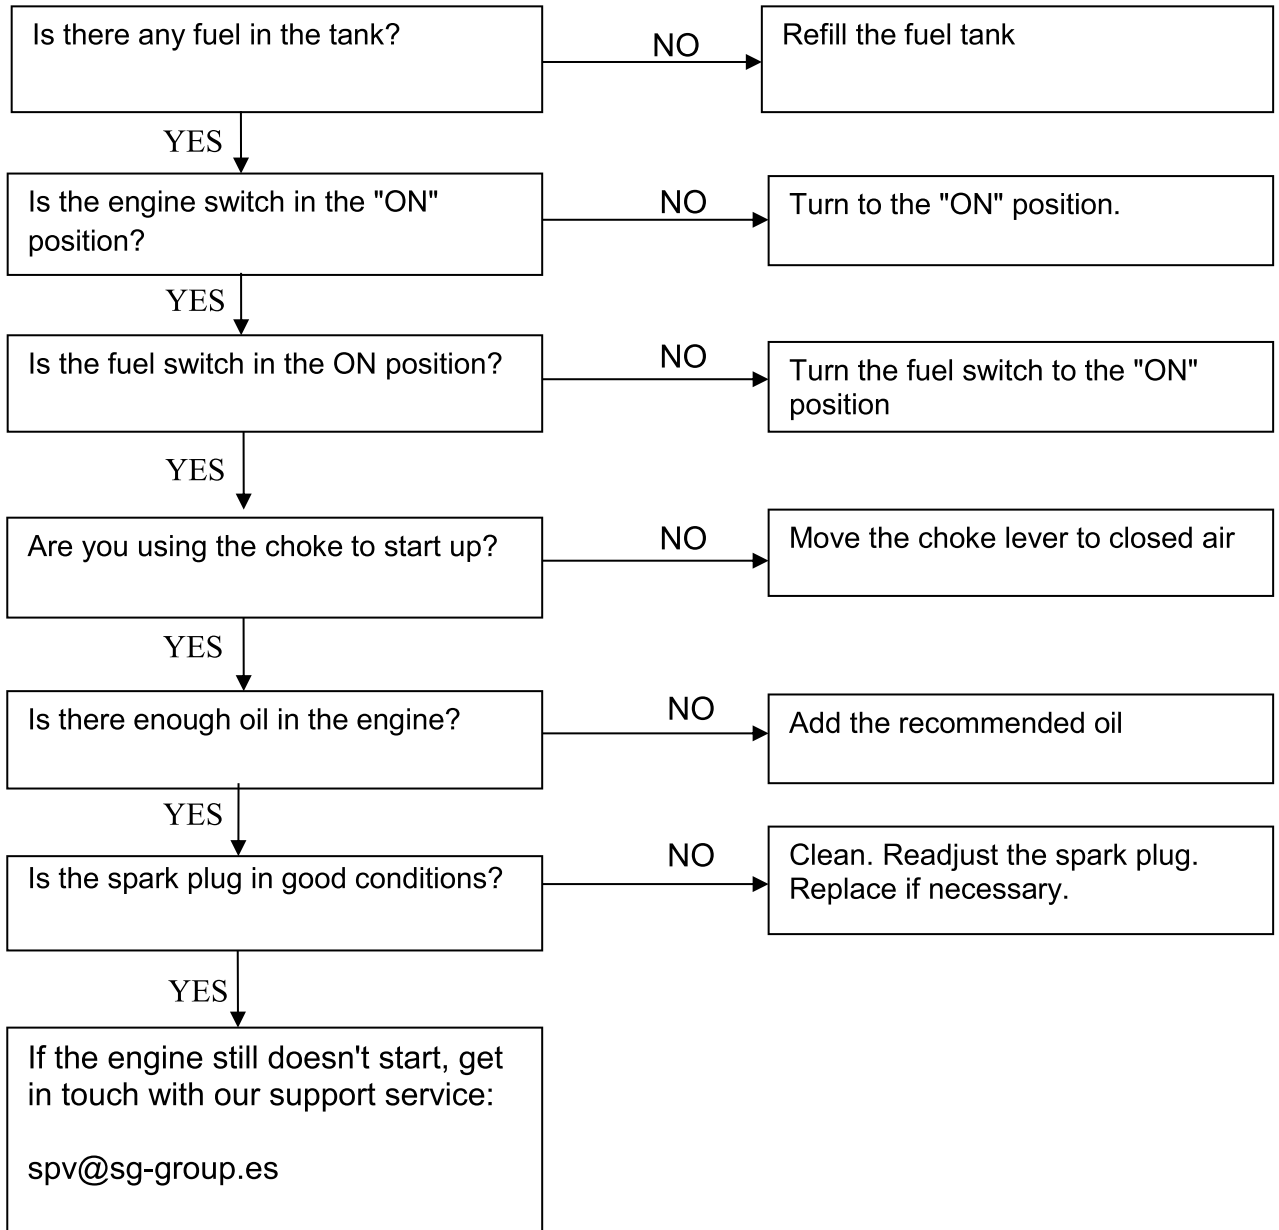 Is there any fuel in the tank?
NO
Refill the fuel tank
YES
Is the engine switch in the "ON"
position?
NO
Turn to the "ON" position.
YES
Is the fuel switch in the ON position?
NO
Turn the fuel switch to the "ON"
position
YES
Are you using the choke to start up?
NO
Move the choke lever to closed air
YES
Is there enough oil in the engine?
NO
Add the recommended oil
YES
Is the spark plug in good conditions?
NO
Clean. Readjust the spark plug.
Replace if necessary.
YES
If the engine still doesn't start, get
in touch with our support service:
spv@sg-group.es